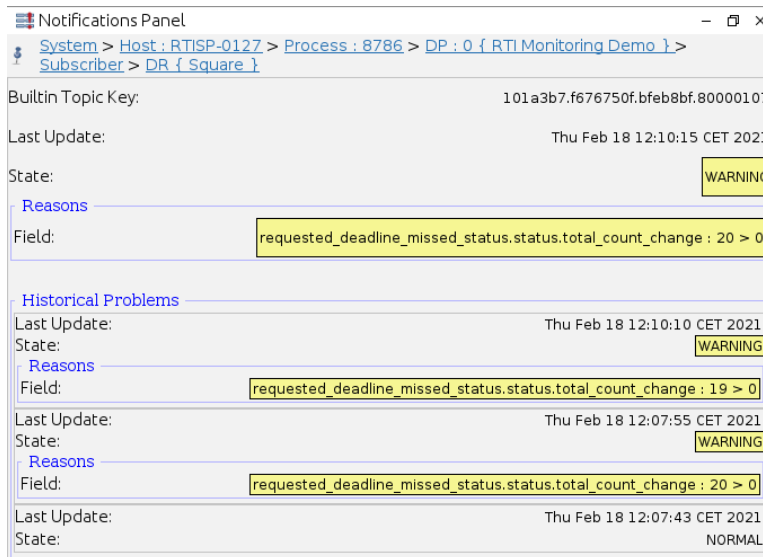 Notifications Panel
System > Host : RTISP-0127 > Process : 8786 > DP : 0 { RTI Monitoring Demo } >
Subscriber > DR { Square }
Builtin Topic Key: 101a3b7.f676750f.bfeb8bf.8000010
Last Update: Thu Feb 18 12:10:15 CET 202
State: WARNIN
Reasons
Field: requested_deadline_missed_status.status.total_count_change : 20 > 0
Historical Problems
Last Update: Thu Feb 18 12:10:10 CET 2021
State: WARNING
Reasons
Field: requested_deadline_missed_status.status.total_count_change : 19 > 0
Last Update: Thu Feb 18 12:07:55 CET 2021
State: WARNING
Reasons
Field: requested_deadline_missed_status.status.total_count_change : 20 > 0
Last Update: Thu Feb 18 12:07:43 CET 2021
State: NORMAL